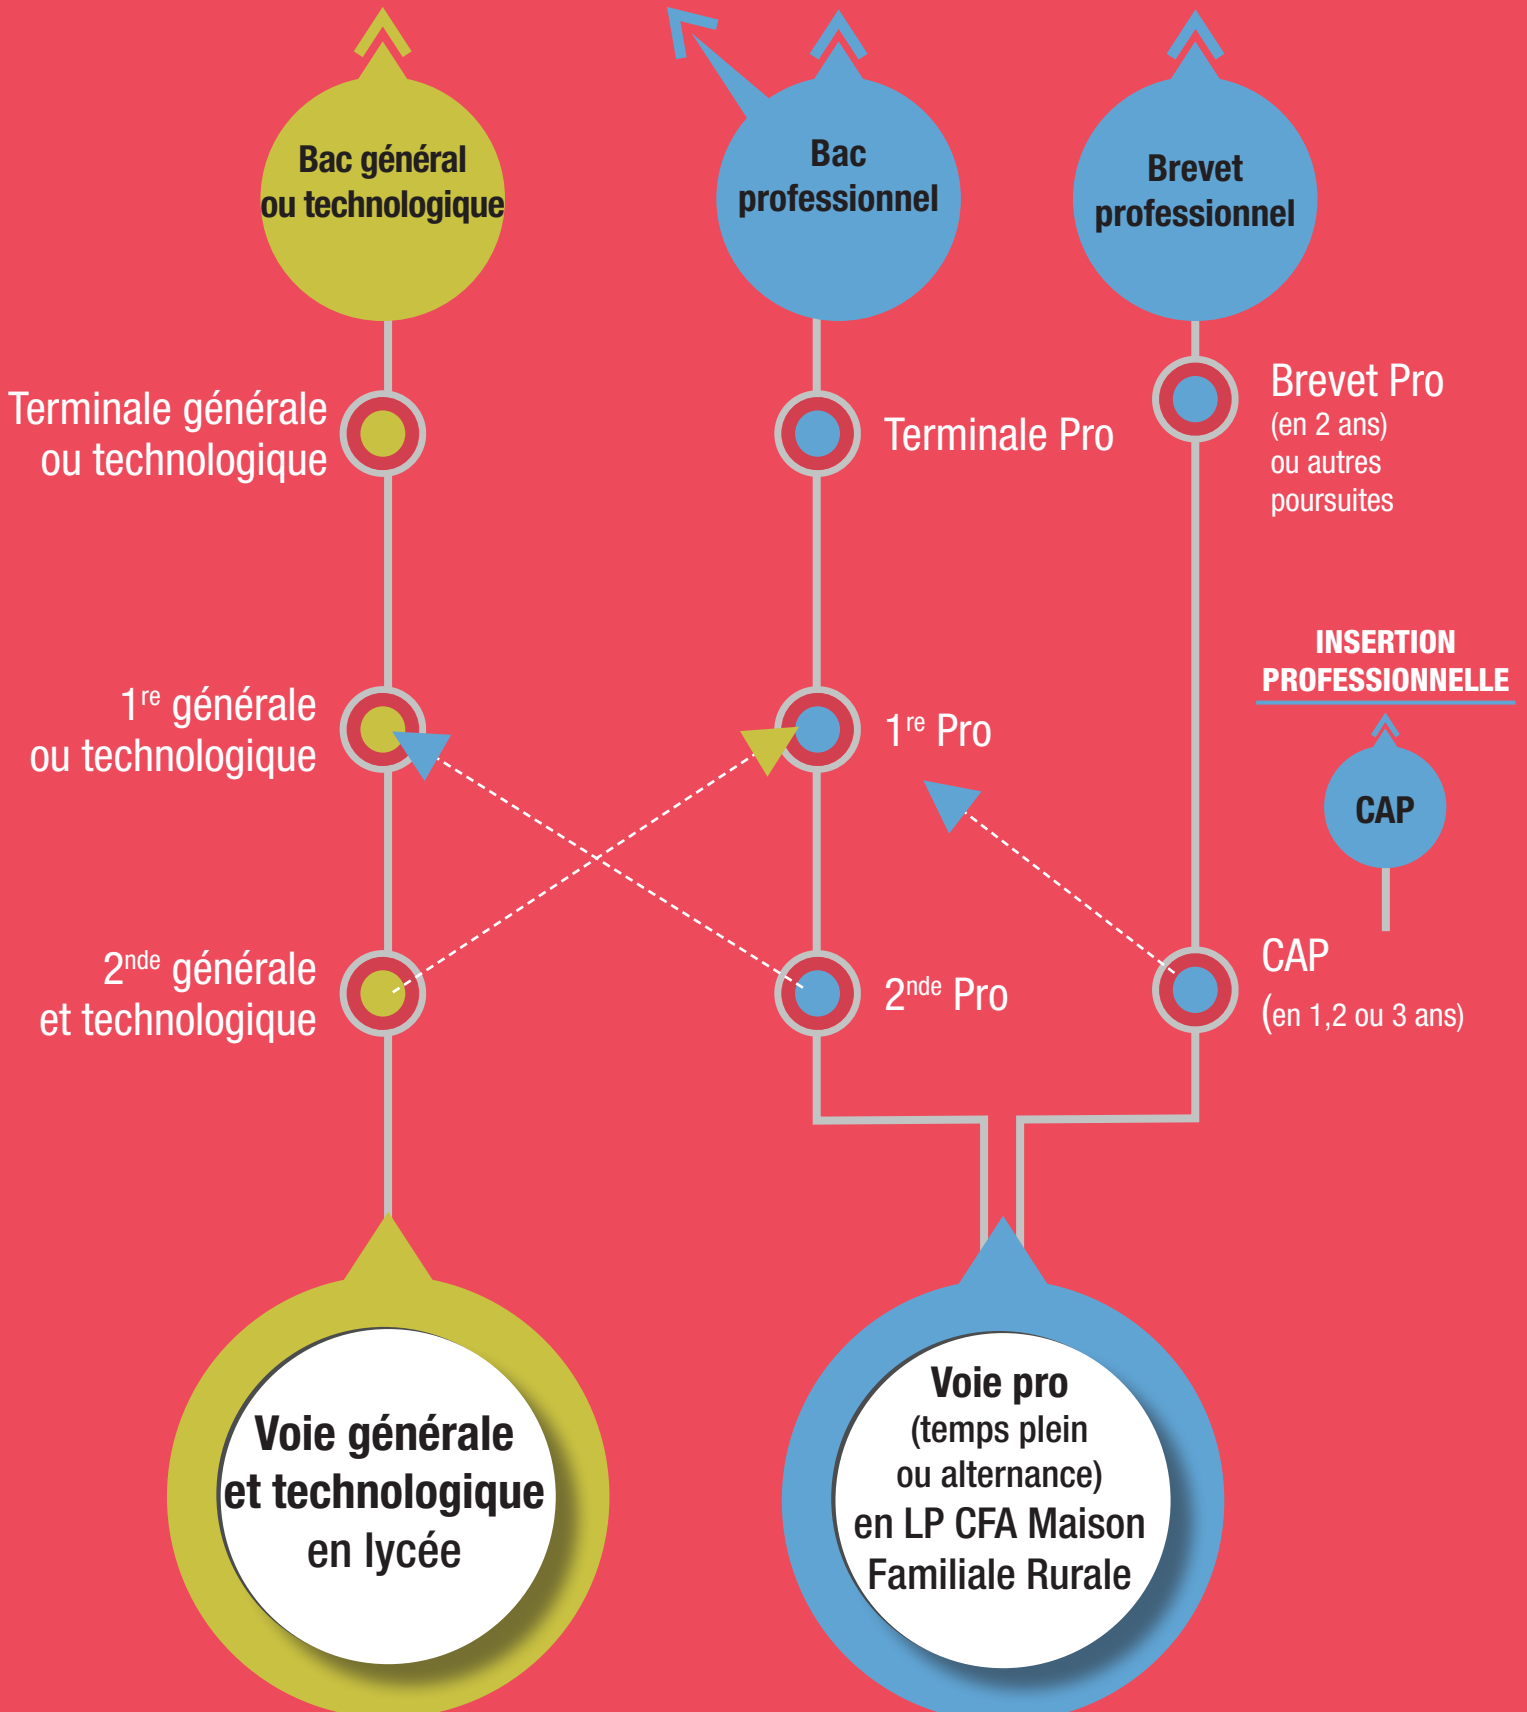 Bac général
ou technologique
Bac
professionnel
Brevet
professionnel
Terminale générale
ou technologique
Terminale Pro
Brevet Pro
(en 2 ans)
ou autres
poursuites
INSERTION
PROFESSIONNELLE
CAP
1re générale
ou technologique
1re Pro
2nde générale
et technologique
2nde Pro
CAP
(en 1,2 ou 3 ans)
Voie générale
et technologique
en lycée
Voie pro
(temps plein
ou alternance)
en LP CFA Maison
Familiale Rurale